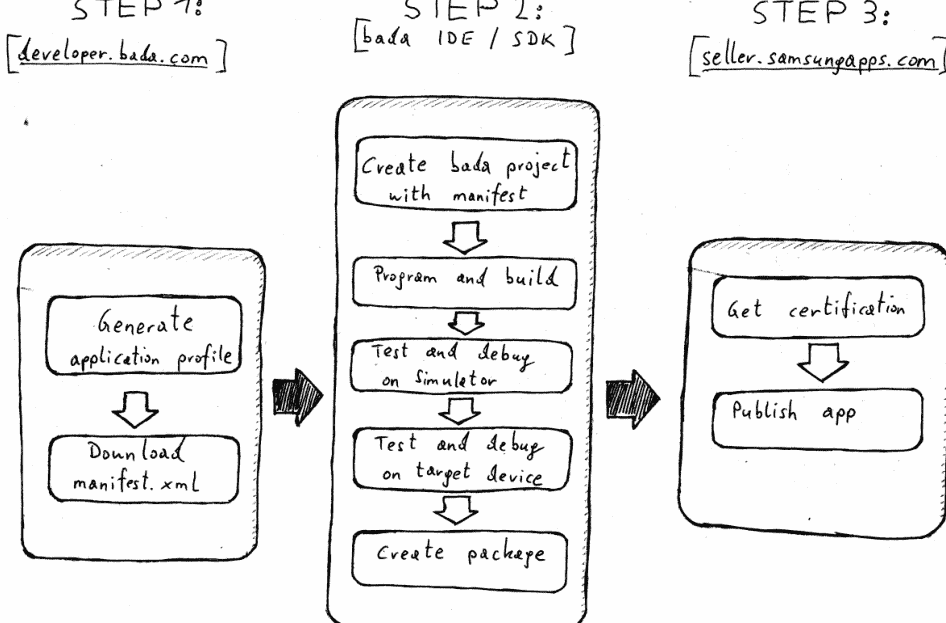 STEP 1:
[developer.bada.com]
Generate
application profile
Download
manifest.xml
STEP 2:
[bada IDE / SDK]
Create bada project
with manifest
Program and build
Test and debug
on Simulator
Test and debug
on target device
Create package
STEP 3:
[seller.samsungapps.com]
Get certification
Publish app